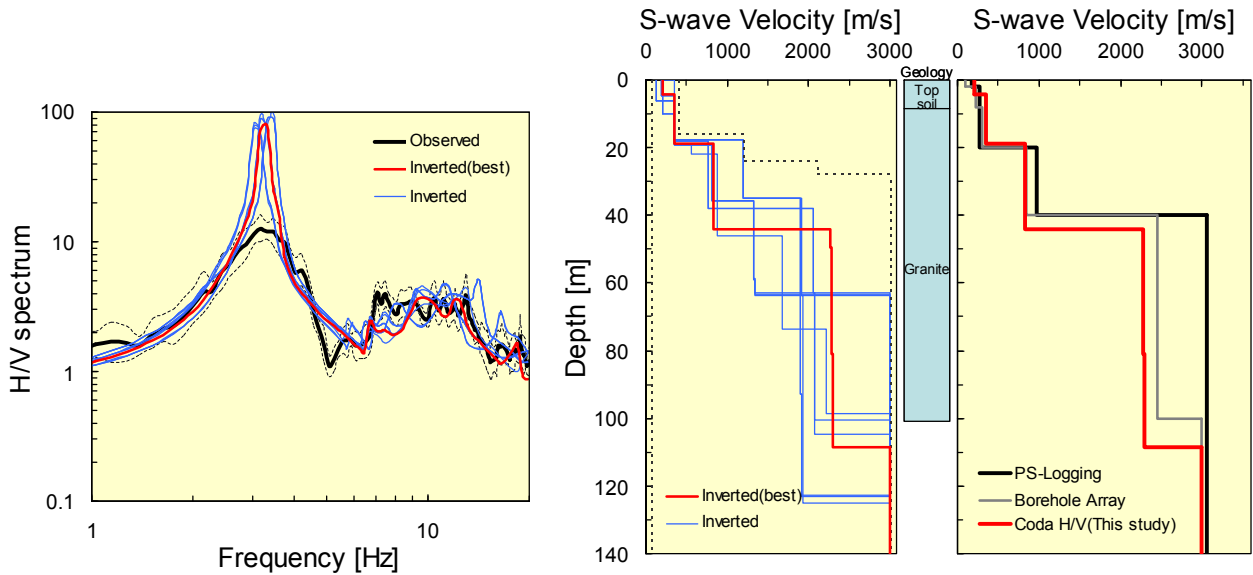 H/V spectrum
100
10
1
0.1
1
10
Frequency [Hz]
Observed
Inverted(best)
Inverted
S-wave Velocity [m/s]
0 1000 2000 3000
Depth [m]
0
20
40
60
80
100
120
140
Inverted(best)
Inverted
Geology
Top
soil
Granite
S-wave Velocity [m/s]
0 1000 2000 3000
PS-Logging
Borehole Array
Coda H/V(This study)